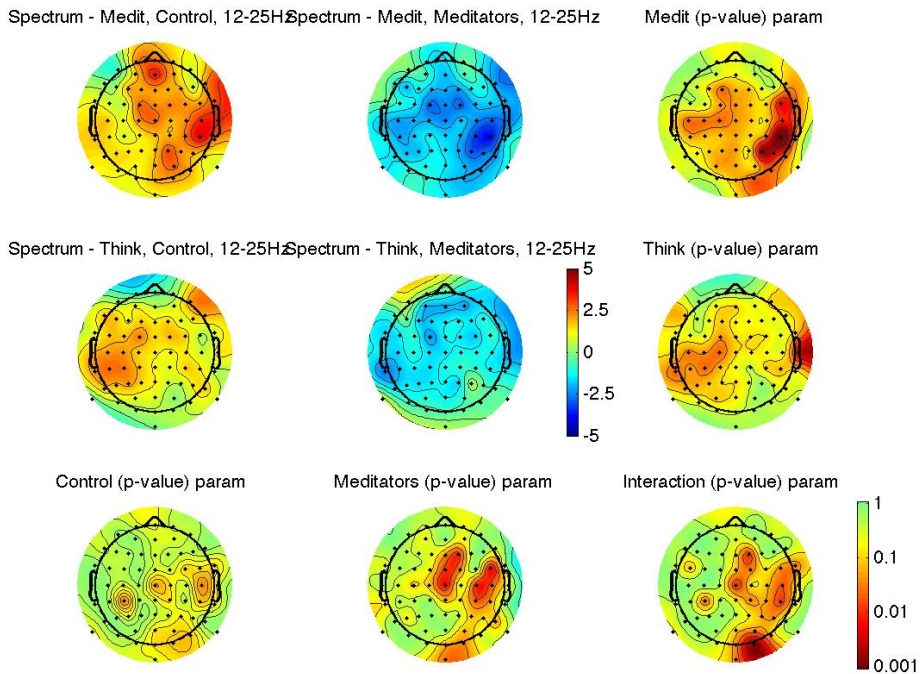 Spectrum - Medit, Control, 12-25Hz
Spectrum - Medit, Meditators, 12-25Hz
Medit (p-value) param
Spectrum - Think, Control, 12-25Hz
Spectrum - Think, Meditators, 12-25Hz
Think (p-value) param
5
2.5
0
-2.5
-5
Control (p-value) param
Meditators (p-value) param
Interaction (p-value) param
1
0.1
0.01
0.001